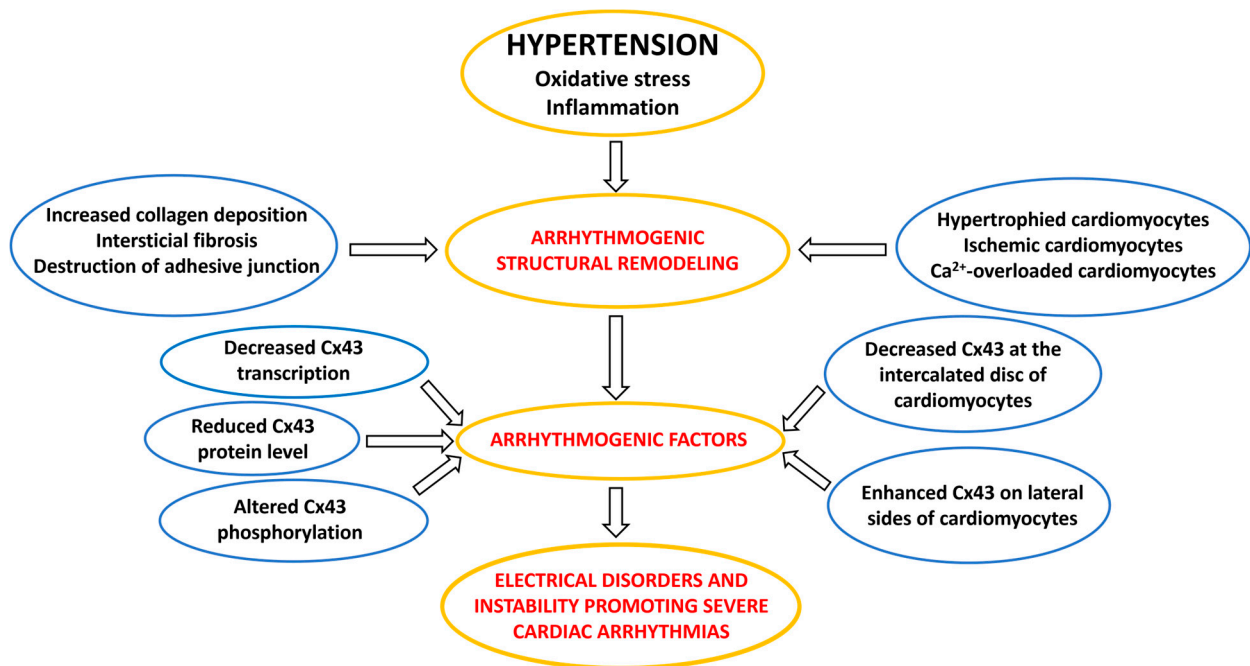 HYPERTENSION
Oxidative stress
Inflammation
Increased collagen deposition
Intersticial fibrosis
Destruction of adhesive junction
ARRHYTHMOGENIC
STRUCTURAL REMODELING
Hypertrophied cardiomyocytes
Ischemic cardiomyocytes
Ca²⁺-overloaded cardiomyocytes
Decreased Cx43
transcription
Reduced Cx43
protein level
Altered Cx43
phosphorylation
ARRHYTHMOGENIC FACTORS
Decreased Cx43 at the
intercalated disc of
cardiomyocytes
Enhanced Cx43 on lateral
sides of cardiomyocytes
ELECTRICAL DISORDERS AND
INSTABILITY PROMOTING SEVERE
CARDIAC ARRHYTHMIAS